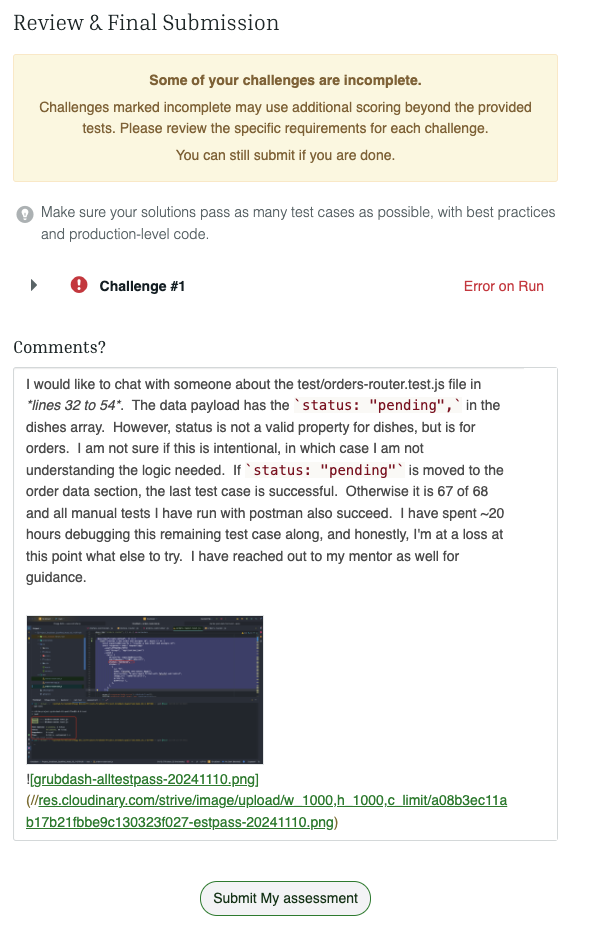 Review & Final Submission
Some of your challenges are incomplete.
Challenges marked incomplete may use additional scoring beyond the provided
tests. Please review the specific requirements for each challenge.
You can still submit if you are done.
Make sure your solutions pass as many test cases as possible, with best practices
and production-level code.
Challenge #1 Error on Run
Comments?
I would like to chat with someone about the test/orders-router.test.js file in
*lines 32 to 54*. The data payload has the `status: "pending",` in the
dishes array. However, status is not a valid property for dishes, but is for
orders. I am not sure if this is intentional, in which case I am not
understanding the logic needed. If `status: "pending"` is moved to the
order data section, the last test case is successful. Otherwise it is 67 of 68
and all manual tests I have run with postman also succeed. I have spent ~20
hours debugging this remaining test case along, and honestly, I'm at a loss at
this point what else to try. I have reached out to my mentor as well for
guidance.
![grubdash-alltestpass-20241110.png]
(//res.cloudinary.com/strive/image/upload/w_1000,h_1000,c_limit/a08b3ec11a
b17b21fbbe9c130323f027-estpass-20241110.png)
Submit My assessment